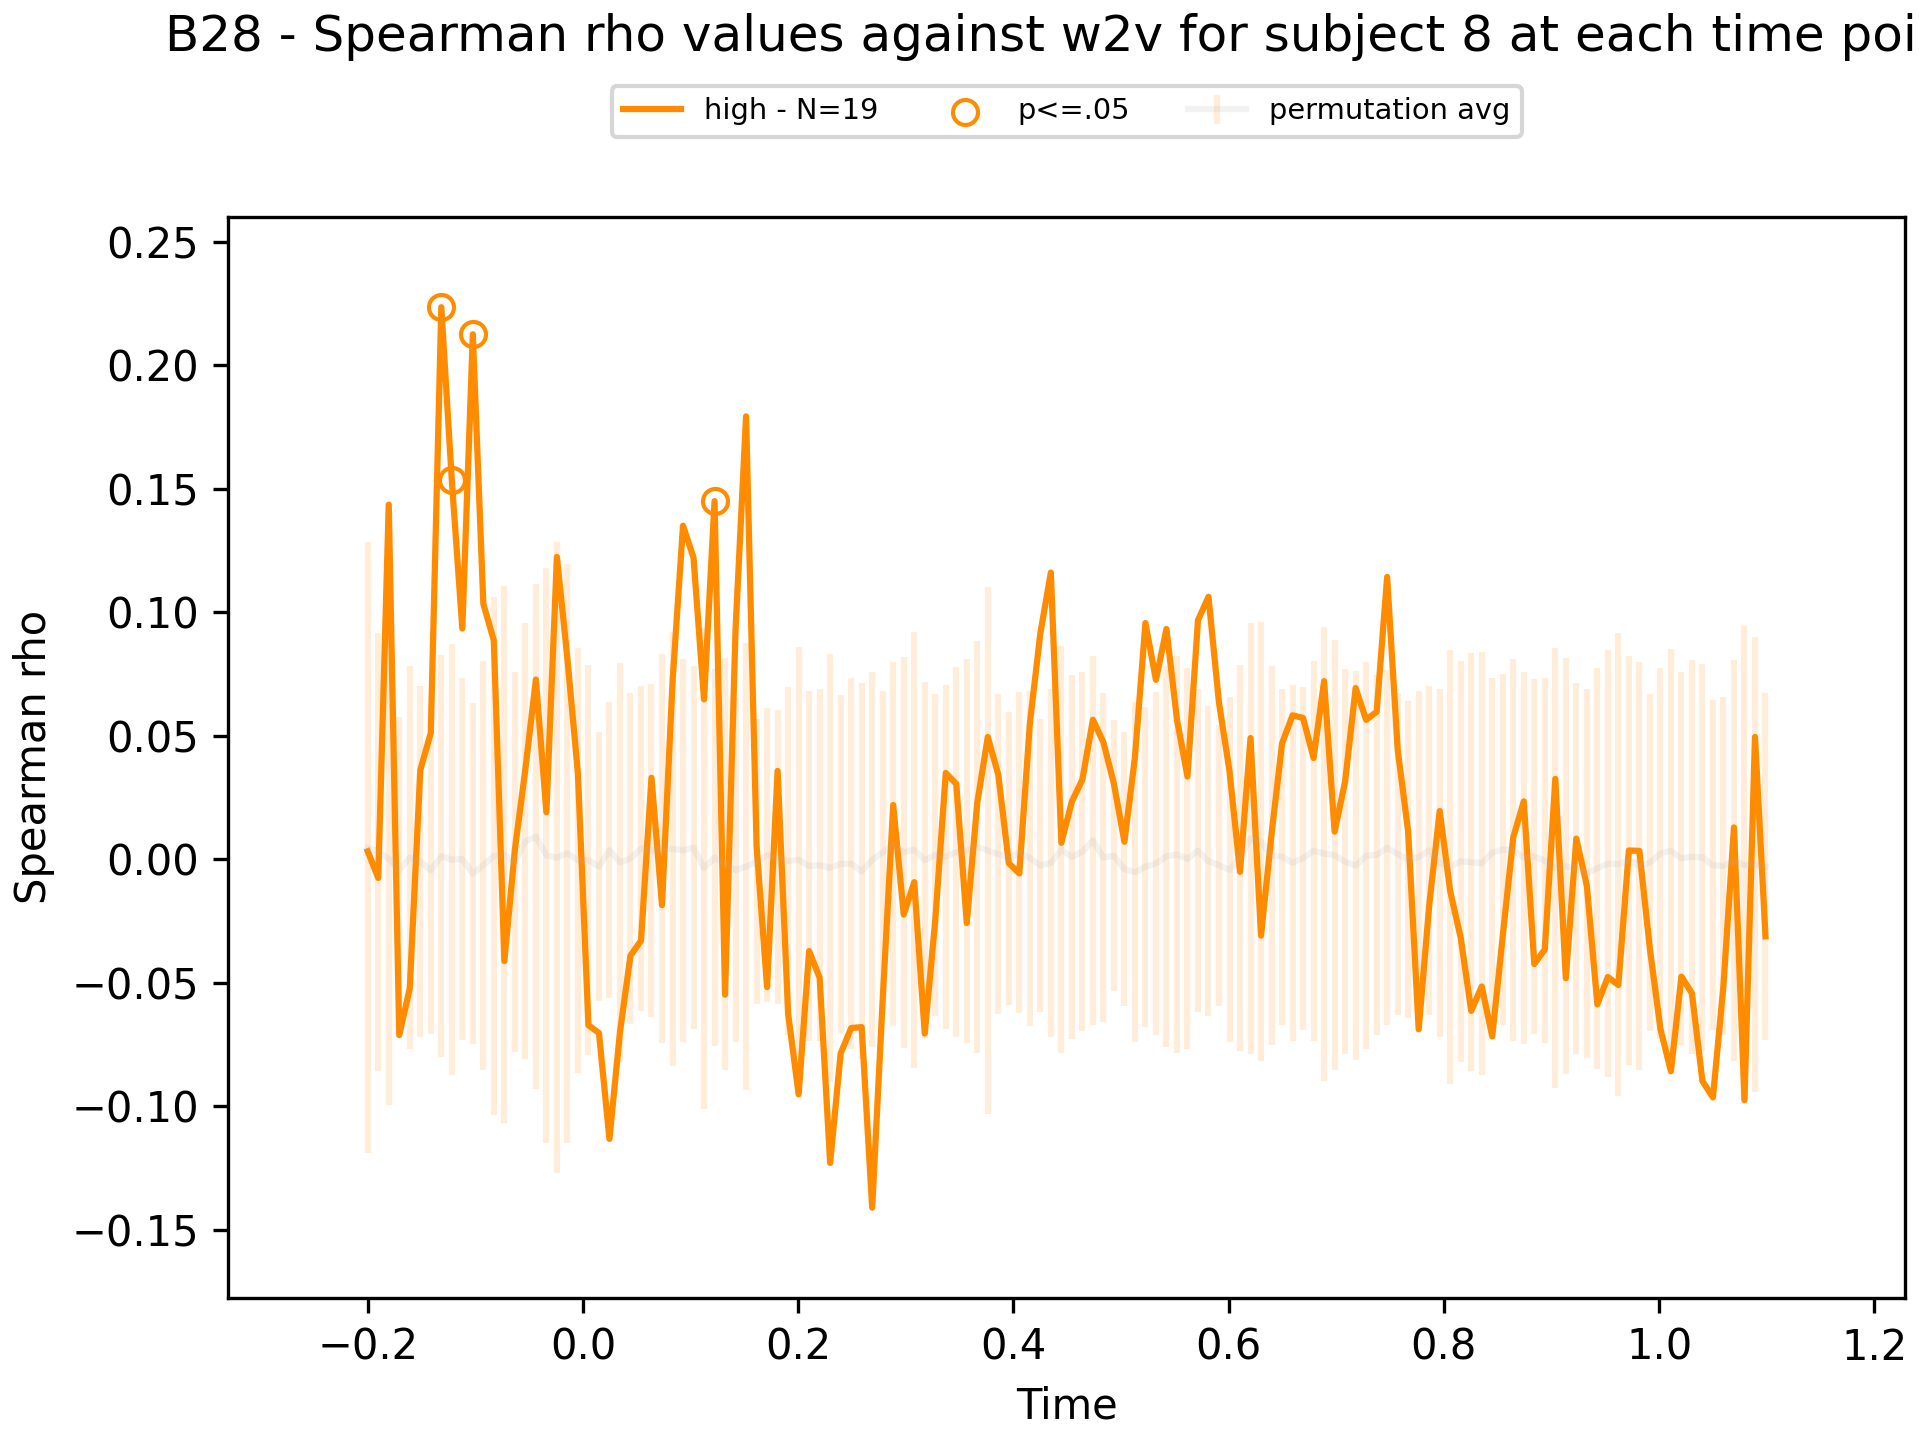 B28 - Spearman rho values against w2v for subject 8 at each time poi
high - N=19 p<=.05 permutation avg
0.25
0.20
0.15
0.10
0.05
0.00
−0.05
−0.10
−0.15
Spearman rho
−0.2 0.0 0.2 0.4 0.6 0.8 1.0 1.2
Time